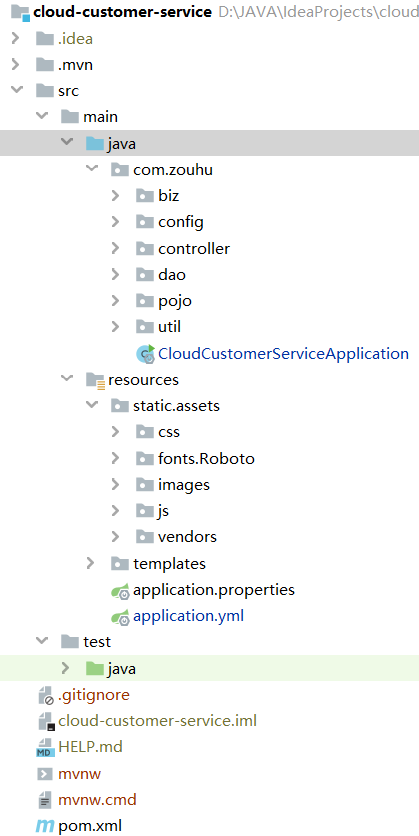 cloud-customer-service D:\JAVA\IdeaProjects\cloud
.idea
.mvn
src
main
java
com.zouhu
biz
config
controller
dao
pojo
util
C CloudCustomerServiceApplication
resources
static.assets
css
fonts.Roboto
images
js
vendors
templates
application.properties
application.yml
test
java
.gitignore
cloud-customer-service.iml
MD HELP.md
mvnw
mvnw.cmd
m pom.xml